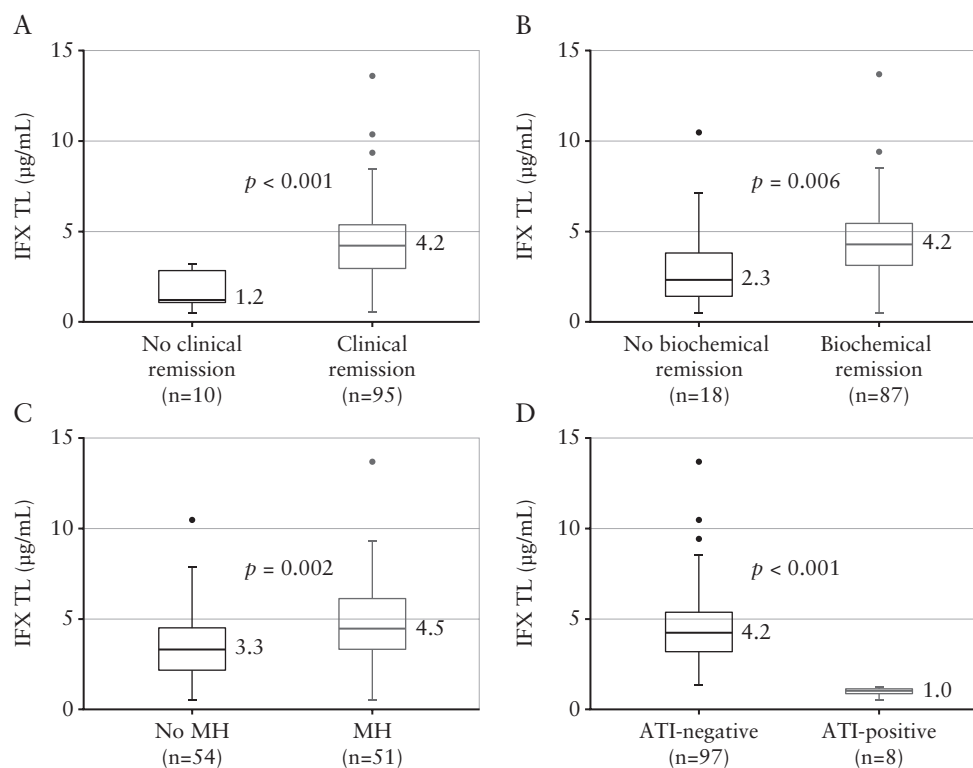 A
IFX TL (µg/mL)
15
10
5
0
p < 0.001
1.2
4.2
No clinical
remission
(n=10)
Clinical
remission
(n=95)
B
IFX TL (µg/mL)
15
10
5
0
p = 0.006
2.3
4.2
No biochemical
remission
(n=18)
Biochemical
remission
(n=87)
C
IFX TL (µg/mL)
15
10
5
0
p = 0.002
3.3
4.5
No MH
(n=54)
MH
(n=51)
D
IFX TL (µg/mL)
15
10
5
0
p < 0.001
4.2
1.0
ATI-negative
(n=97)
ATI-positive
(n=8)